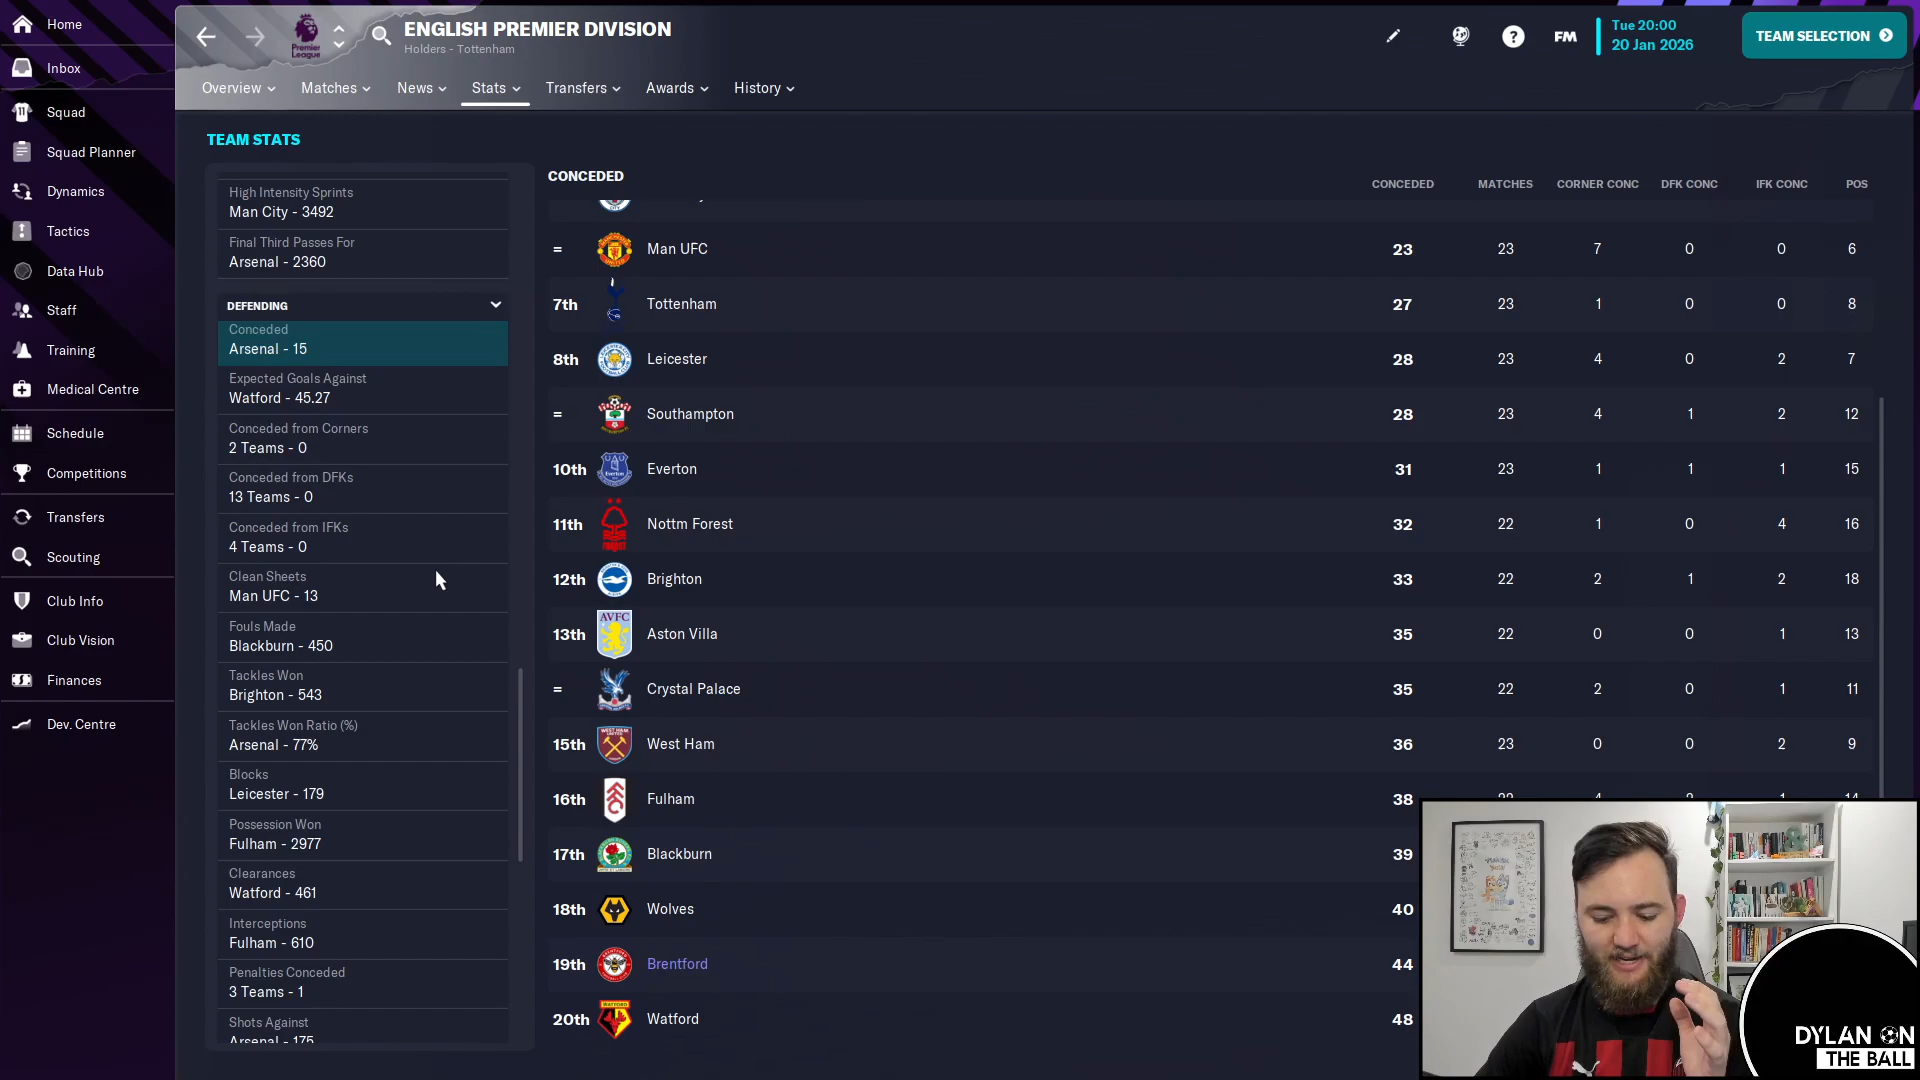 Home
Inbox
Squad
Squad Planner
Dynamics
Tactics
Data Hub
Staff
Training
Medical Centre
Schedule
Competitions
Transfers
Scouting
Club Info
Club Vision
Finances
Dev. Centre
Premier League
ENGLISH PREMIER DIVISION
Holders - Tottenham
FM
Tue 20:00
20 Jan 2026
TEAM SELECTION
Overview Matches News Stats Transfers Awards History
TEAM STATS
High Intensity Sprints
Man City - 3492
Final Third Passes For
Arsenal - 2360
DEFENDING
Conceded
Arsenal - 15
Expected Goals Against
Watford - 45.27
Conceded from Corners
2 Teams - 0
Conceded from DFKs
13 Teams - 0
Conceded from IFKs
4 Teams - 0
Clean Sheets
Man UFC - 13
Fouls Made
Blackburn - 450
Tackles Won
Brighton - 543
Tackles Won Ratio (%)
Arsenal - 77%
Blocks
Leicester - 179
Possession Won
Fulham - 2977
Clearances
Watford - 461
Interceptions
Fulham - 610
Penalties Conceded
3 Teams - 1
Shots Against
Arsenal - 175
CONCEDED
CONCEDED MATCHES CORNER CONC DFK CONC IFK CONC POS
= Man UFC 23 23 7 0 0 6
7th Tottenham 27 23 1 0 0 8
8th Leicester 28 23 4 0 2 7
= Southampton 28 23 4 1 2 12
10th Everton 31 23 1 1 1 15
11th Nottm Forest 32 22 1 0 4 16
12th Brighton 33 22 2 1 2 18
13th AVFC Aston Villa 35 22 0 0 1 13
= Crystal Palace 35 22 2 0 1 11
15th West Ham 36 23 0 0 2 9
16th Fulham 38
17th Blackburn 39
18th Wolves 40
19th Brentford 44
20th Watford 48
DYLAN ON
THE BALL